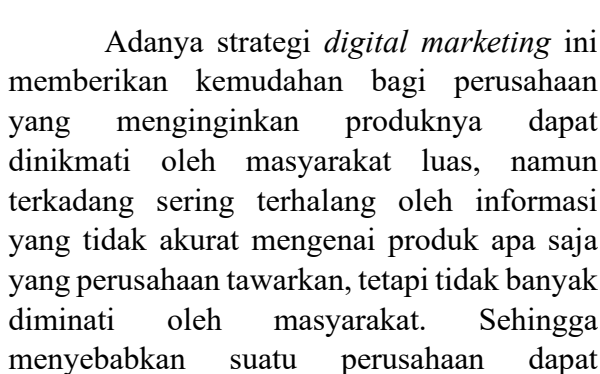 Adanya strategi digital marketing ini
memberikan kemudahan bagi perusahaan
yang menginginkan produknya dapat
dinikmati oleh masyarakat luas, namun
terkadang sering terhalang oleh informasi
yang tidak akurat mengenai produk apa saja
yang perusahaan tawarkan, tetapi tidak banyak
diminati oleh masyarakat. Sehingga
menyebabkan suatu perusahaan dapat